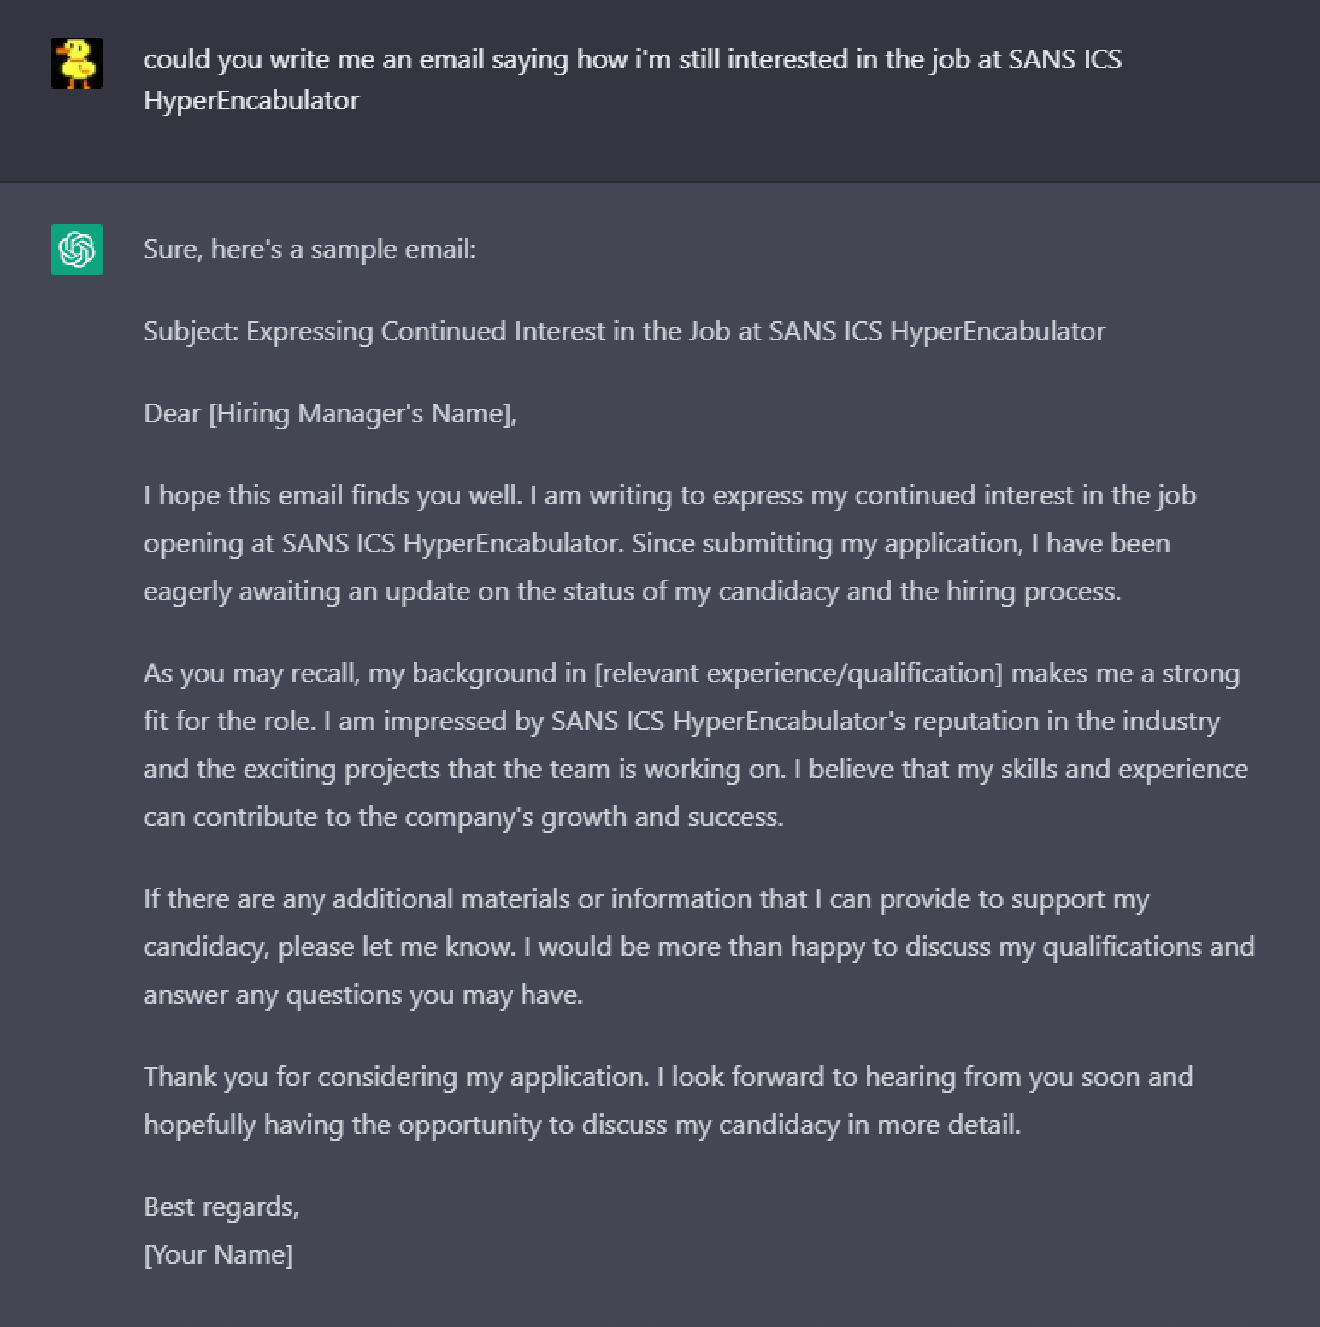 could you write me an email saying how i'm still interested in the job at SANS ICS
HyperEncabulator
Sure, here's a sample email:
Subject: Expressing Continued Interest in the Job at SANS ICS HyperEncabulator
Dear [Hiring Manager's Name],
I hope this email finds you well. I am writing to express my continued interest in the job
opening at SANS ICS HyperEncabulator. Since submitting my application, I have been
eagerly awaiting an update on the status of my candidacy and the hiring process.
As you may recall, my background in [relevant experience/qualification] makes me a strong
fit for the role. I am impressed by SANS ICS HyperEncabulator's reputation in the industry
and the exciting projects that the team is working on. I believe that my skills and experience
can contribute to the company's growth and success.
If there are any additional materials or information that I can provide to support my
candidacy, please let me know. I would be more than happy to discuss my qualifications and
answer any questions you may have.
Thank you for considering my application. I look forward to hearing from you soon and
hopefully having the opportunity to discuss my candidacy in more detail.
Best regards,
[Your Name]